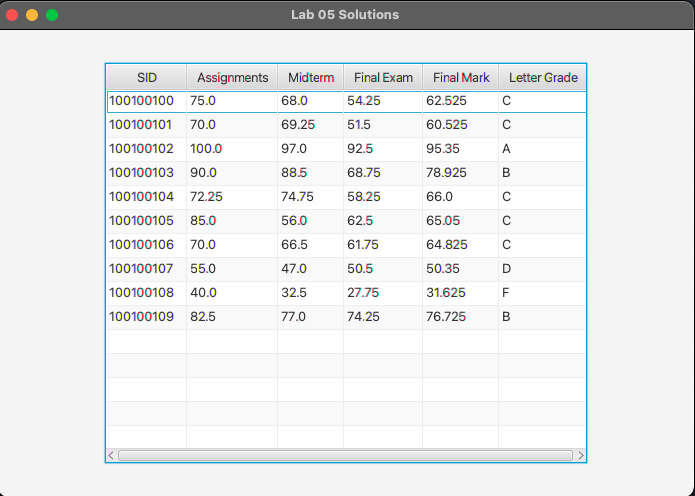 Lab 05 Solutions
SID Assignments Midterm Final Exam Final Mark Letter Grade
100100100 75.0 68.0 54.25 62.525 C
100100101 70.0 69.25 51.5 60.525 C
100100102 100.0 97.0 92.5 95.35 A
100100103 90.0 88.5 68.75 78.925 B
100100104 72.25 74.75 58.25 66.0 C
100100105 85.0 56.0 62.5 65.05 C
100100106 70.0 66.5 61.75 64.825 C
100100107 55.0 47.0 50.5 50.35 D
100100108 40.0 32.5 27.75 31.625 F
100100109 82.5 77.0 74.25 76.725 B